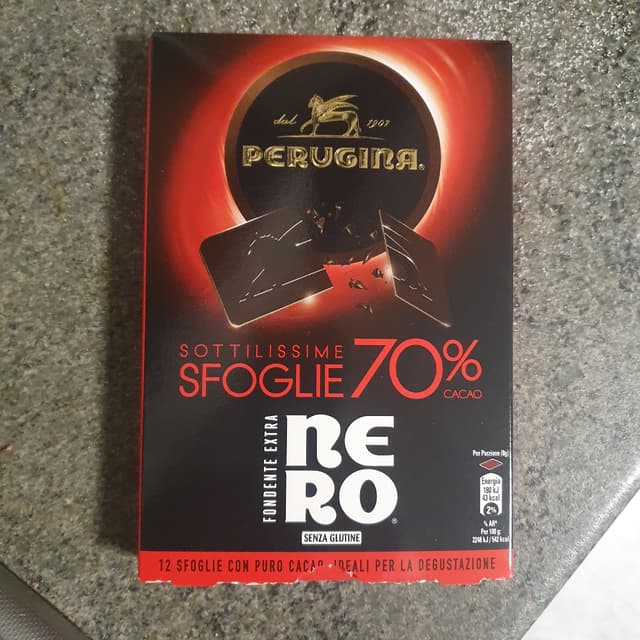 dal 1907
PERUGINA®
SOTTILISSIME
SFOGLIE 70%
CACAO
FONDENTE EXTRA
NERO®
SENZA GLUTINE
Per Porzione (8g)
Energia
180 kJ
43 kcal
2%
% AR*
Per 100 g:
2248 kJ / 542 kcal
12 SFOGLIE CON PURO CACAO IDEALI PER LA DEGUSTAZIONE